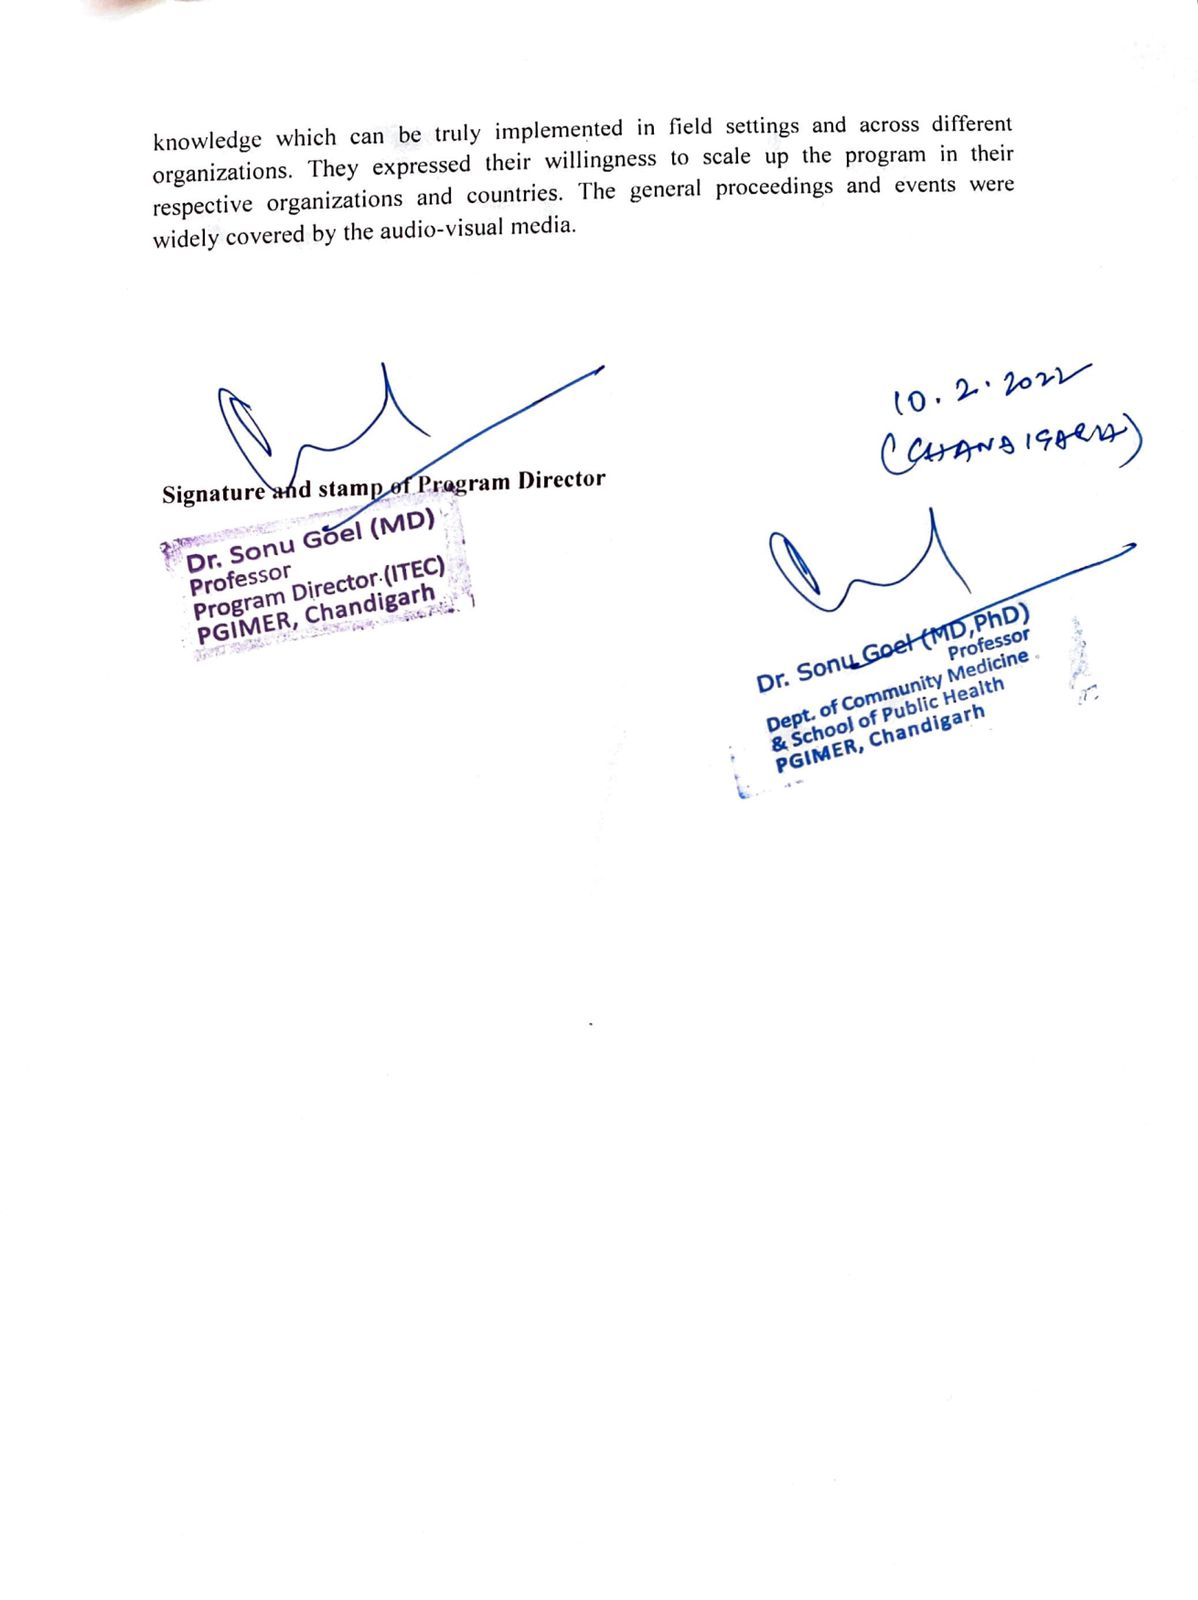 knowledge which can be truly implemented in field settings and across different
organizations. They expressed their willingness to scale up the program in their
respective organizations and countries. The general proceedings and events were
widely covered by the audio-visual media.
10.2.2022
(CHANDIGARH)
Signature and stamp of Program Director
Dr. Sonu Goel (MD)
Professor
Program Director (ITEC)
PGIMER, Chandigarh
Dr. Sonu Goel (MD,PhD)
Professor
Dept. of Community Medicine
& School of Public Health
PGIMER, Chandigarh